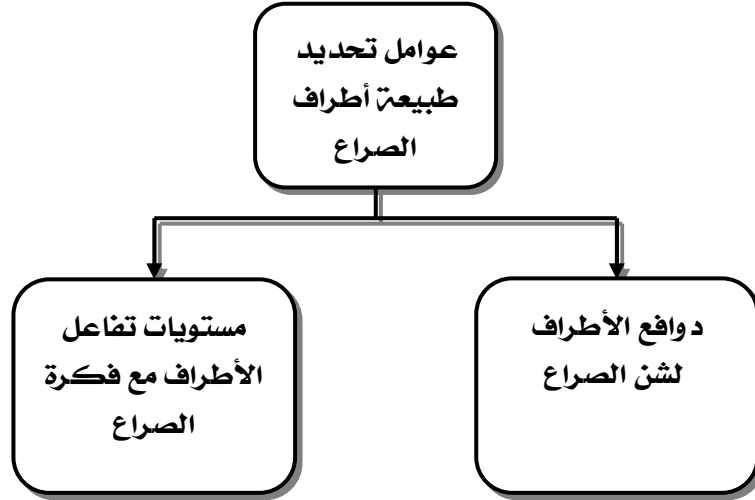 عوامل تحديد
طبيعة أطراف
الصراع
دوافع الأطراف
لشن الصراع
مستويات تفاعل
الأطراف مع فكرة
الصراع